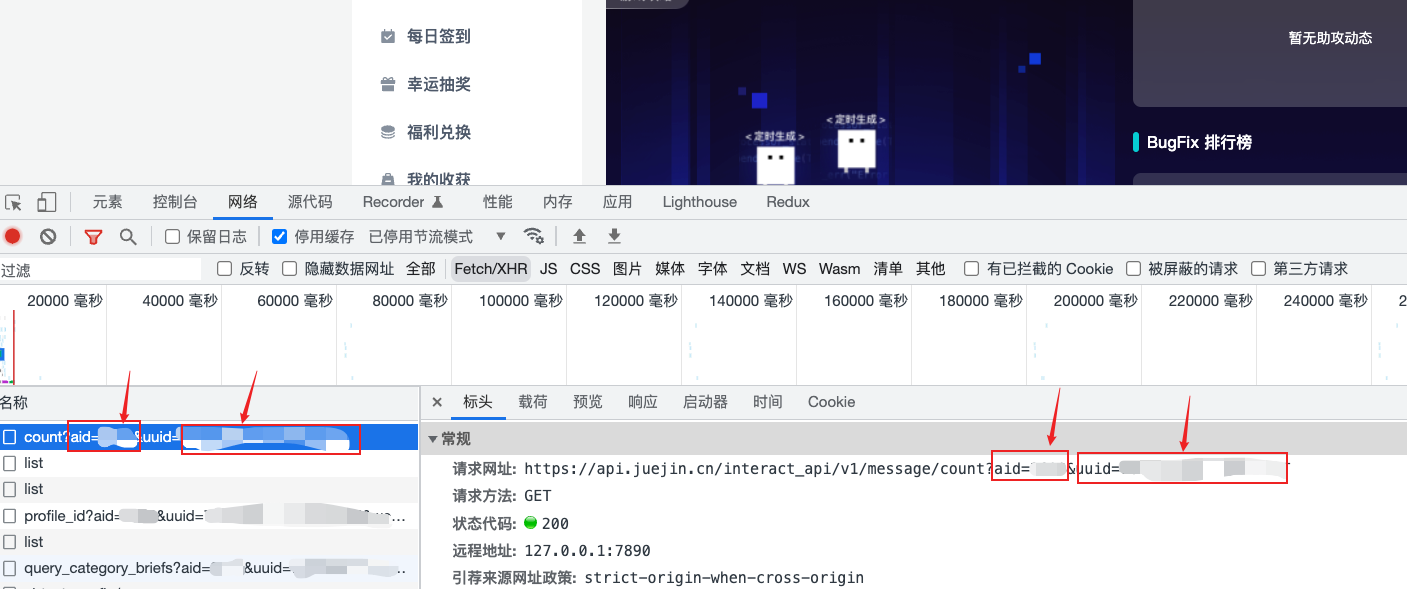 每日签到
幸运抽奖
福利兑换
我的收获
<定时生成>
<定时生成>
暂无助攻动态
BugFix 排行榜
元素 控制台 网络 源代码 Recorder 性能 内存 应用 Lighthouse Redux
保留日志 停用缓存 已停用节流模式
过滤 反转 隐藏数据网址 全部 Fetch/XHR JS CSS 图片 媒体 字体 文档 WS Wasm 清单 其他 有已拦截的 Cookie 被屏蔽的请求 第三方请求
20000 毫秒 40000 毫秒 60000 毫秒 80000 毫秒 100000 毫秒 120000 毫秒 140000 毫秒 160000 毫秒 180000 毫秒 200000 毫秒 220000 毫秒 240000 毫秒 2
名称
count?aid= &uuid=
list
list
profile_id?aid= &uuid= …
list
query_category_briefs?aid= &uuid= …
× 标头 载荷 预览 响应 启动器 时间 Cookie
常规
请求网址: https://api.juejin.cn/interact_api/v1/message/count?aid= &uuid=
请求方法: GET
状态代码: 200
远程地址: 127.0.0.1:7890
引荐来源网址政策: strict-origin-when-cross-origin